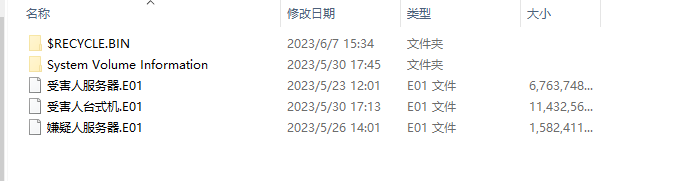 名称 修改日期 类型 大小
$RECYCLE.BIN 2023/6/7 15:34 文件夹
System Volume Information 2023/5/30 17:45 文件夹
受害人服务器.E01 2023/5/23 12:01 E01 文件 6,763,748...
受害人台式机.E01 2023/5/30 17:13 E01 文件 11,432,56...
嫌疑人服务器.E01 2023/5/26 14:01 E01 文件 1,582,411...